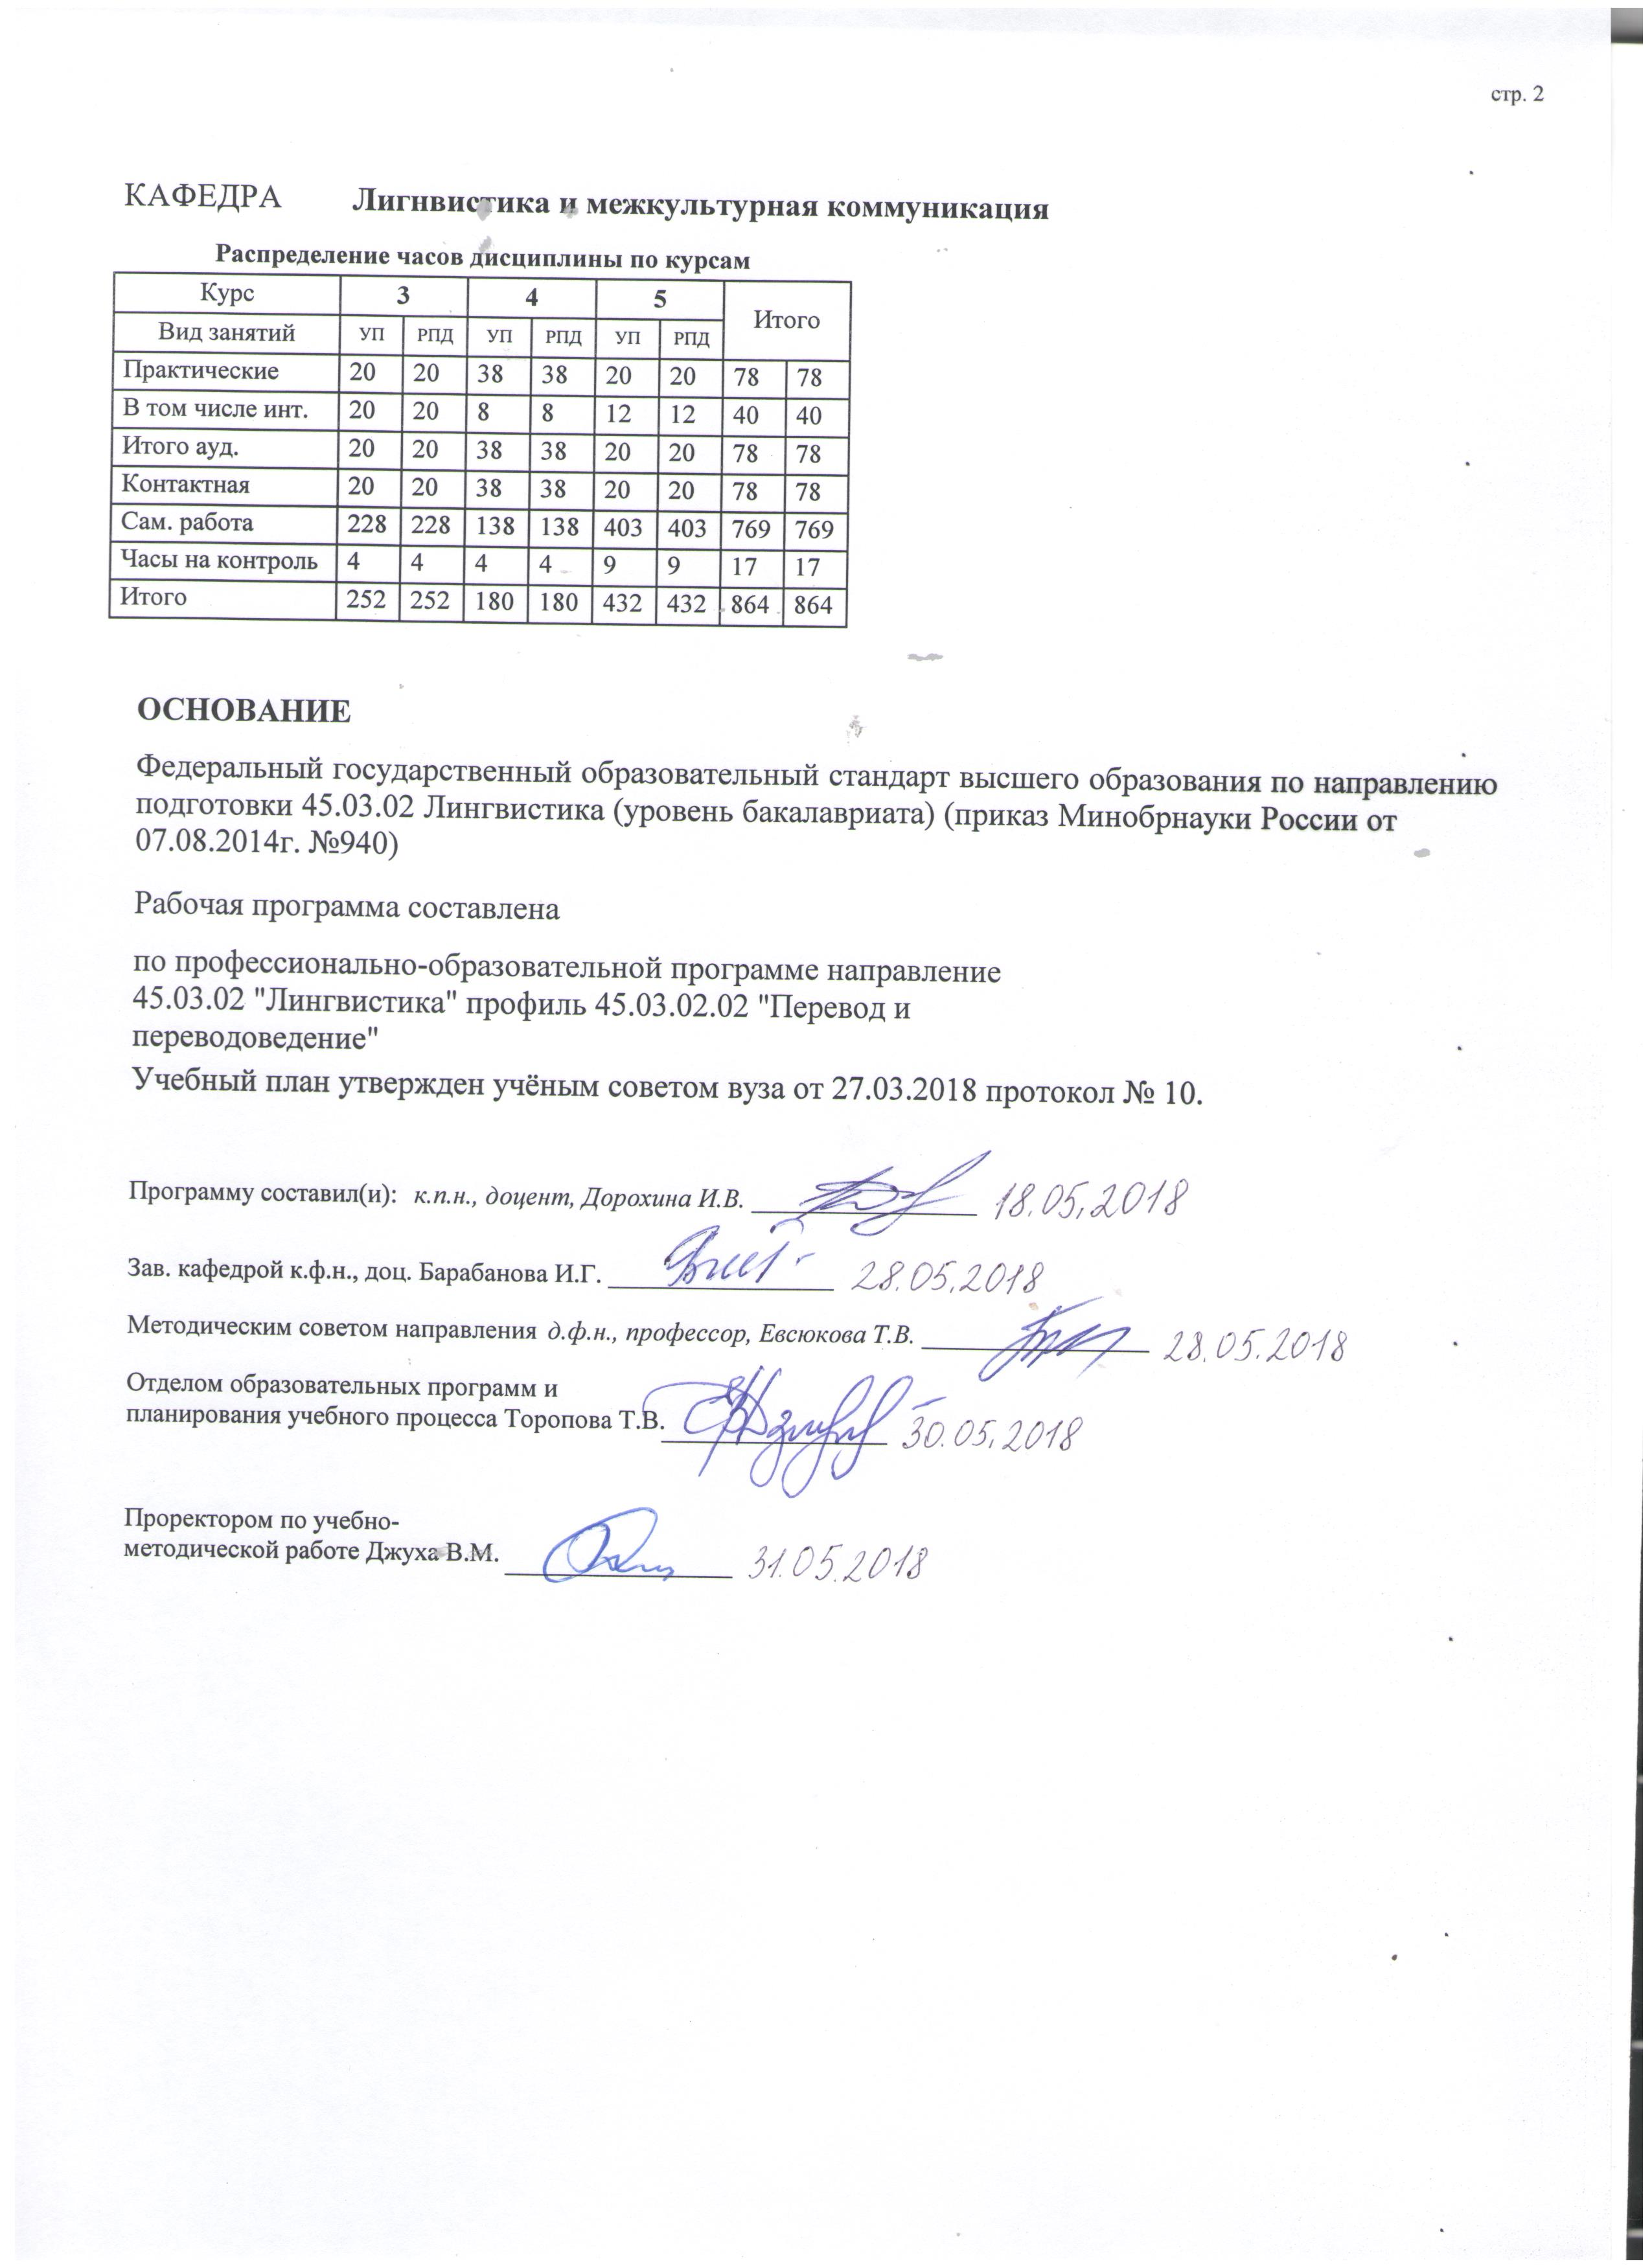 стр. 2
КАФЕДРА Лигнвистика и межкультурная коммуникация
Распределение часов дисциплины по курсам
Курс 3 4 5 Итого
Вид занятий УП РПД УП РПД УП РПД
Практические 20 20 38 38 20 20 78 78
В том числе инт. 20 20 8 8 12 12 40 40
Итого ауд. 20 20 38 38 20 20 78 78
Контактная 20 20 38 38 20 20 78 78
Сам. работа 228 228 138 138 403 403 769 769
Часы на контроль 4 4 4 4 9 9 17 17
Итого 252 252 180 180 432 432 864 864
ОСНОВАНИЕ
Федеральный государственный образовательный стандарт высшего образования по направлению
подготовки 45.03.02 Лингвистика (уровень бакалавриата) (приказ Минобрнауки России от
07.08.2014г. №940)
Рабочая программа составлена
по профессионально-образовательной программе направление
45.03.02 "Лингвистика" профиль 45.03.02.02 "Перевод и
переводоведение"
Учебный план утвержден учёным советом вуза от 27.03.2018 протокол № 10.
Программу составил(и): к.п.н., доцент, Дорохина И.В. 18.05.2018
Зав. кафедрой к.ф.н., доц. Барабанова И.Г. 28.05.2018
Методическим советом направления д.ф.н., профессор, Евсюкова Т.В. 28.05.2018
Отделом образовательных программ и
планирования учебного процесса Торопова Т.В. 30.05.2018
Проректором по учебно-
методической работе Джуха В.М. 31.05.2018